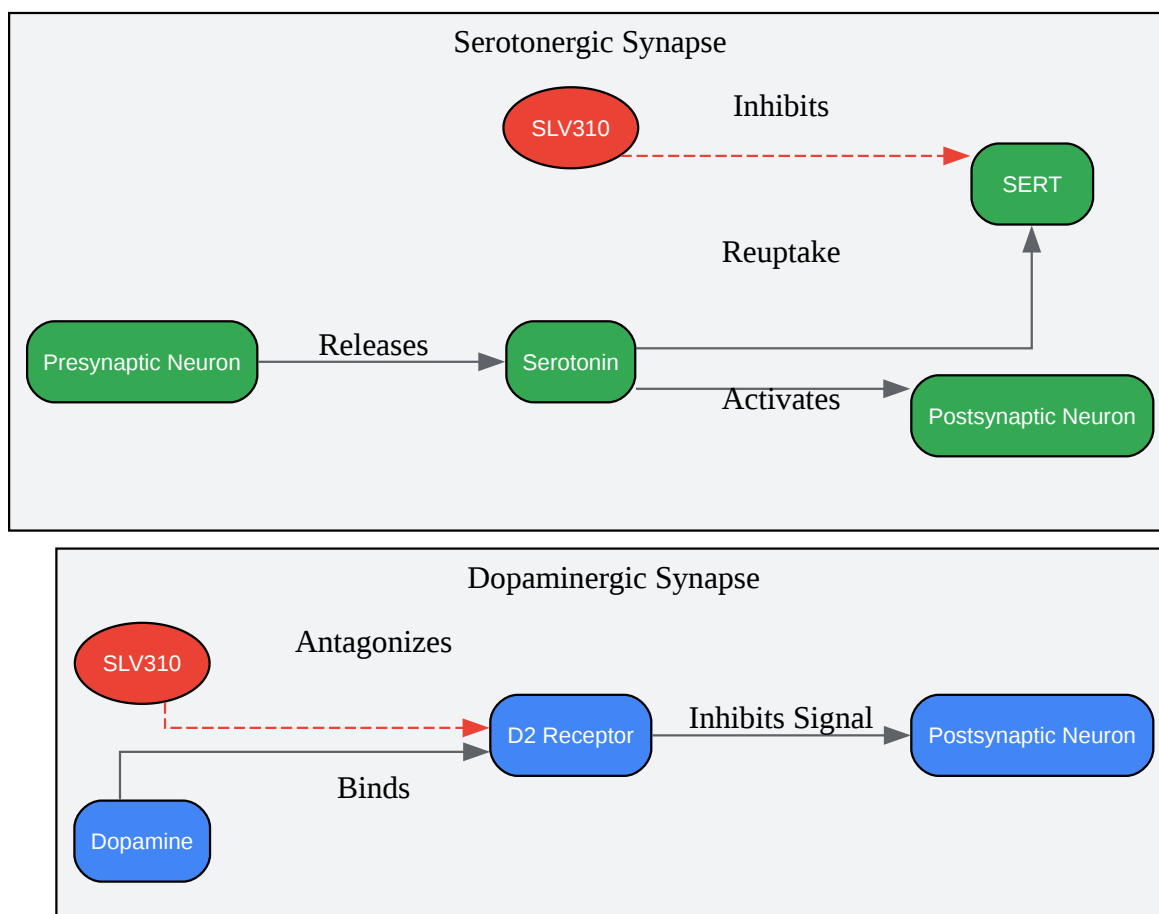 Serotonergic Synapse
SLV310
Inhibits
SERT
Reuptake
Presynaptic Neuron
Releases
Serotonin
Activates
Postsynaptic Neuron
Dopaminergic Synapse
SLV310
Antagonizes
D2 Receptor
Inhibits Signal
Postsynaptic Neuron
Binds
Dopamine